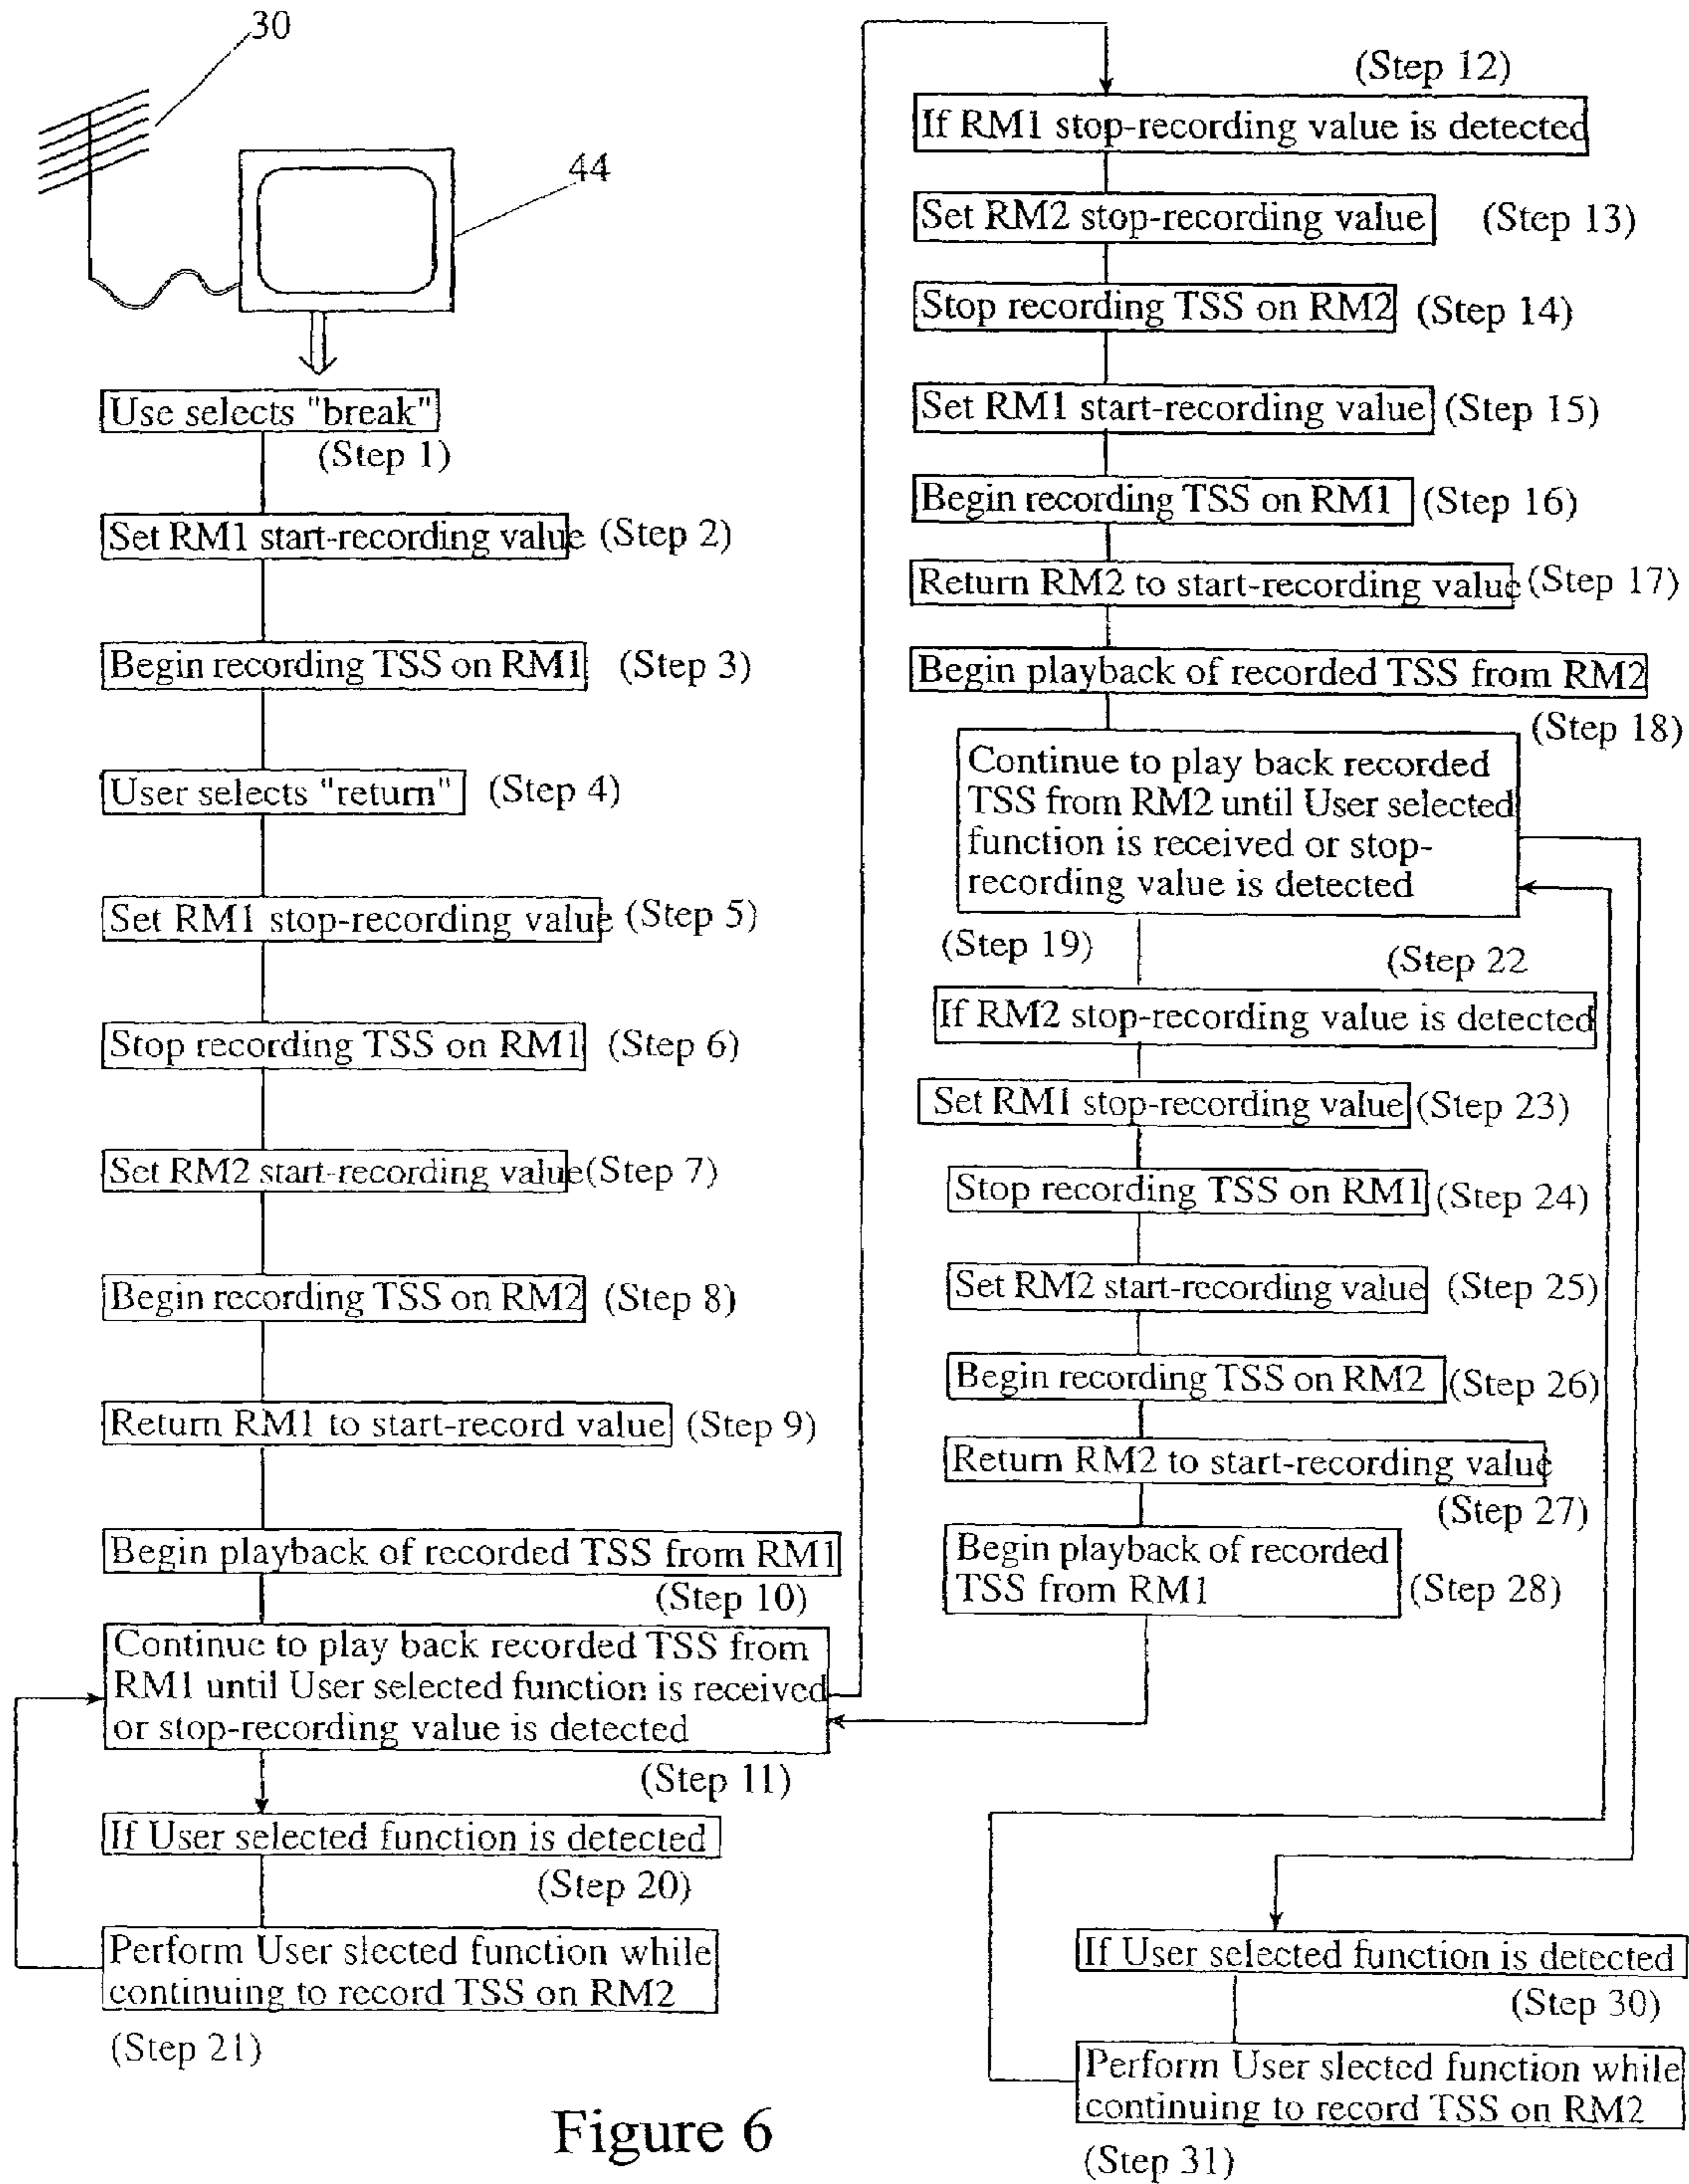 30
44
Use selects "break"
(Step 1)
Set RM1 start-recording value (Step 2)
Begin recording TSS on RM1 (Step 3)
User selects "return" (Step 4)
Set RM1 stop-recording value (Step 5)
Stop recording TSS on RM1 (Step 6)
Set RM2 start-recording value (Step 7)
Begin recording TSS on RM2 (Step 8)
Return RM1 to start-record value (Step 9)
Begin playback of recorded TSS from RM1
(Step 10)
Continue to play back recorded TSS from
RM1 until User selected function is received
or stop-recording value is detected
(Step 11)
If User selected function is detected
(Step 20)
Perform User slected function while
continuing to record TSS on RM2
(Step 21)
(Step 12)
If RM1 stop-recording value is detected
Set RM2 stop-recording value (Step 13)
Stop recording TSS on RM2 (Step 14)
Set RM1 start-recording value (Step 15)
Begin recording TSS on RM1 (Step 16)
Return RM2 to start-recording value (Step 17)
Begin playback of recorded TSS from RM2
(Step 18)
Continue to play back recorded
TSS from RM2 until User selected
function is received or stop-
recording value is detected
(Step 19)
(Step 22
If RM2 stop-recording value is detected
Set RM1 stop-recording value (Step 23)
Stop recording TSS on RM1 (Step 24)
Set RM2 start-recording value (Step 25)
Begin recording TSS on RM2 (Step 26)
Return RM2 to start-recording value
(Step 27)
Begin playback of recorded
TSS from RM1 (Step 28)
If User selected function is detected
(Step 30)
Perform User slected function while
continuing to record TSS on RM2
(Step 31)
Figure 6